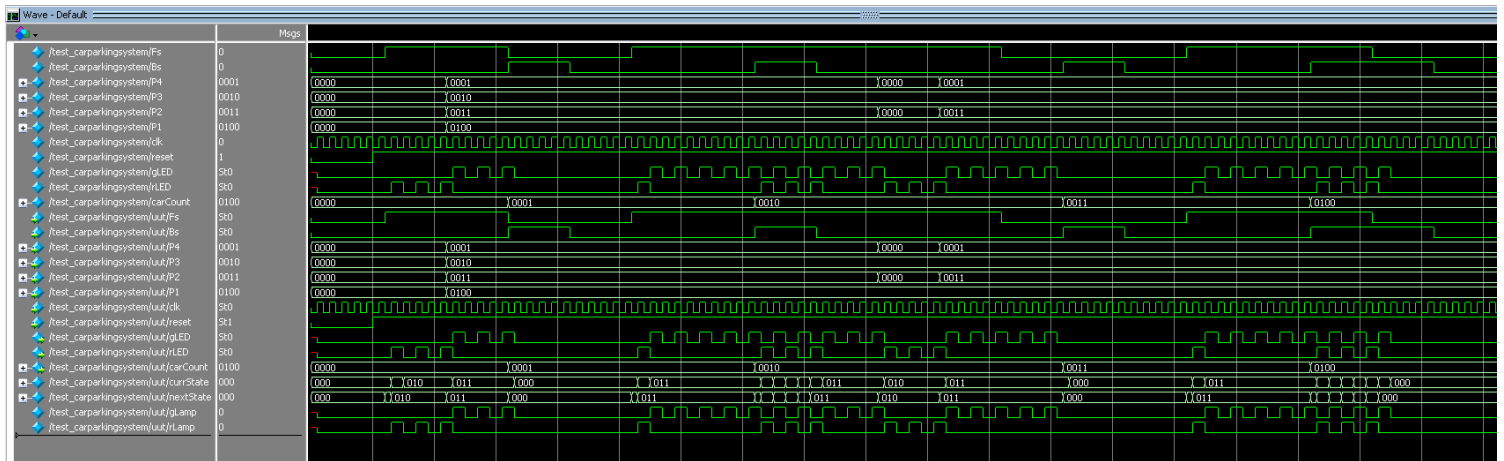 Wave - Default
Msgs
/test_carparkingsystem/Fs 0
/test_carparkingsystem/Bs 0
/test_carparkingsystem/P4 0001 0000 0001 0000 0001
/test_carparkingsystem/P3 0010 0000 0010
/test_carparkingsystem/P2 0011 0000 0011 0000 0011
/test_carparkingsystem/P1 0100 0000 0100
/test_carparkingsystem/clk 0
/test_carparkingsystem/reset 1
/test_carparkingsystem/gLED St0
/test_carparkingsystem/rLED St0
/test_carparkingsystem/carCount 0100 0000 0001 0010 0011 0100
/test_carparkingsystem/uut/Fs St0
/test_carparkingsystem/uut/Bs St0
/test_carparkingsystem/uut/P4 0001 0000 0001 0000 0001
/test_carparkingsystem/uut/P3 0010 0000 0010
/test_carparkingsystem/uut/P2 0011 0000 0011 0000 0011
/test_carparkingsystem/uut/P1 0100 0000 0100
/test_carparkingsystem/uut/clk St0
/test_carparkingsystem/uut/reset St1
/test_carparkingsystem/uut/gLED St0
/test_carparkingsystem/uut/rLED St0
/test_carparkingsystem/uut/carCount 0100 0000 0001 0010 0011 0100
/test_carparkingsystem/uut/currState 000 000 010 011 000 011 011 010 011 000 011 000
/test_carparkingsystem/uut/nextState 000 000 010 011 000 011 011 010 011 000 011 000
/test_carparkingsystem/uut/gLamp 0
/test_carparkingsystem/uut/rLamp 0